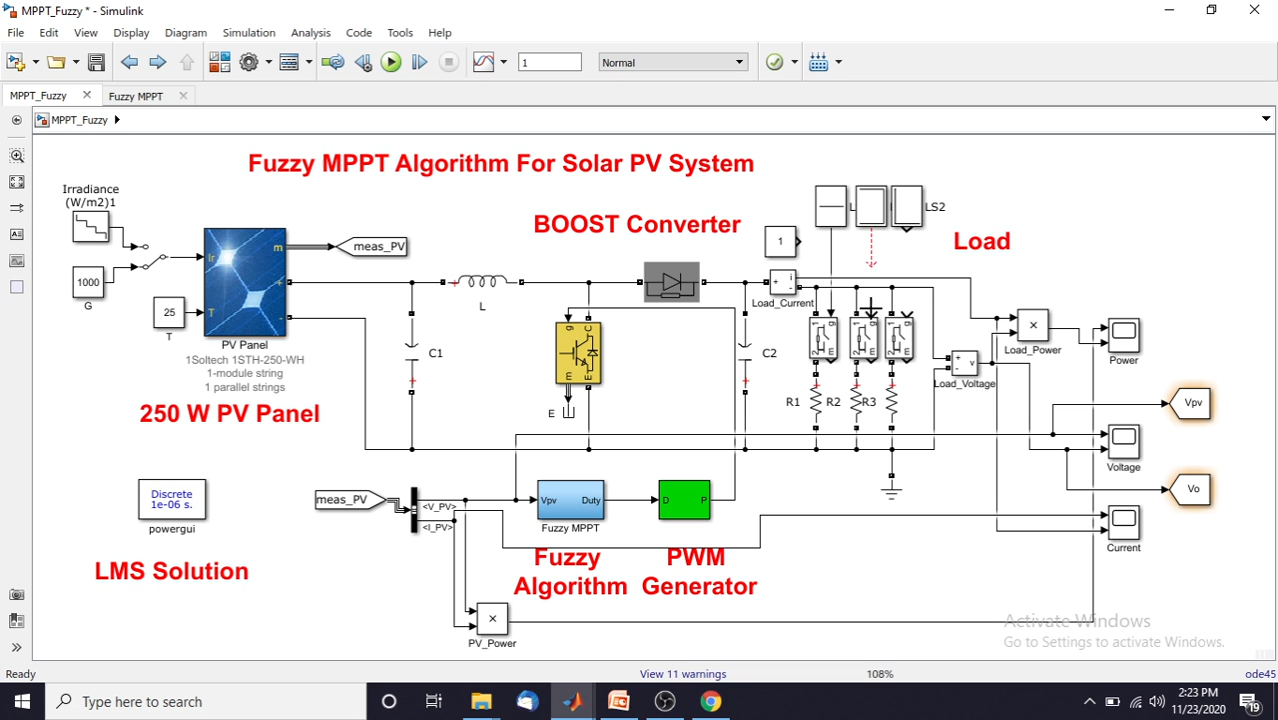 MPPT_Fuzzy * - Simulink
File Edit View Display Diagram Simulation Analysis Code Tools Help
1
Normal
MPPT_Fuzzy
Fuzzy MPPT
MPPT_Fuzzy
Fuzzy MPPT Algorithm For Solar PV System
Irradiance
(W/m2)1
BOOST Converter
LS2
Load
1
meas_PV
m
Ir
+
T
-
1000
G
25
T
PV Panel
1Soltech 1STH-250-WH
1-module string
1 parallel strings
250 W PV Panel
L
C1
g
C
m
E
E
C2
+
i
-
Load_Current
R1
R2
R3
+
-
v
Load_Voltage
×
Load_Power
Power
Vpv
Voltage
Vo
Current
Discrete
1e-06 s.
powergui
LMS Solution
meas_PV
<V_PV>
<I_PV>
Vpv
Duty
Fuzzy MPPT
D
P
Fuzzy
Algorithm
PWM
Generator
×
PV_Power
Activate Windows
Go to Settings to activate Windows.
Ready
View 11 warnings
108%
ode45
Type here to search
2:23 PM
11/23/2020
19